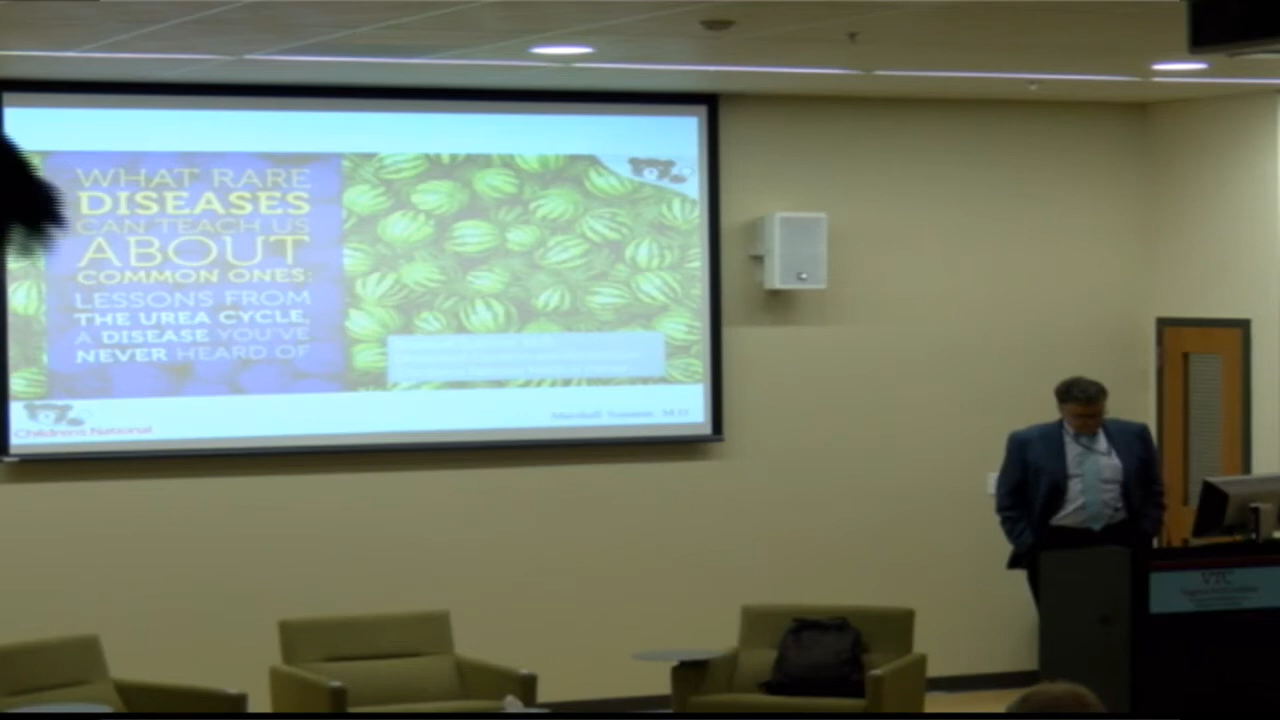 WHAT RARE
DISEASES
CAN TEACH US
ABOUT
COMMON ONES:
LESSONS FROM
THE UREA CYCLE,
A DISEASE YOU'VE
NEVER HEARD OF
Children's National
M.D.
VTC